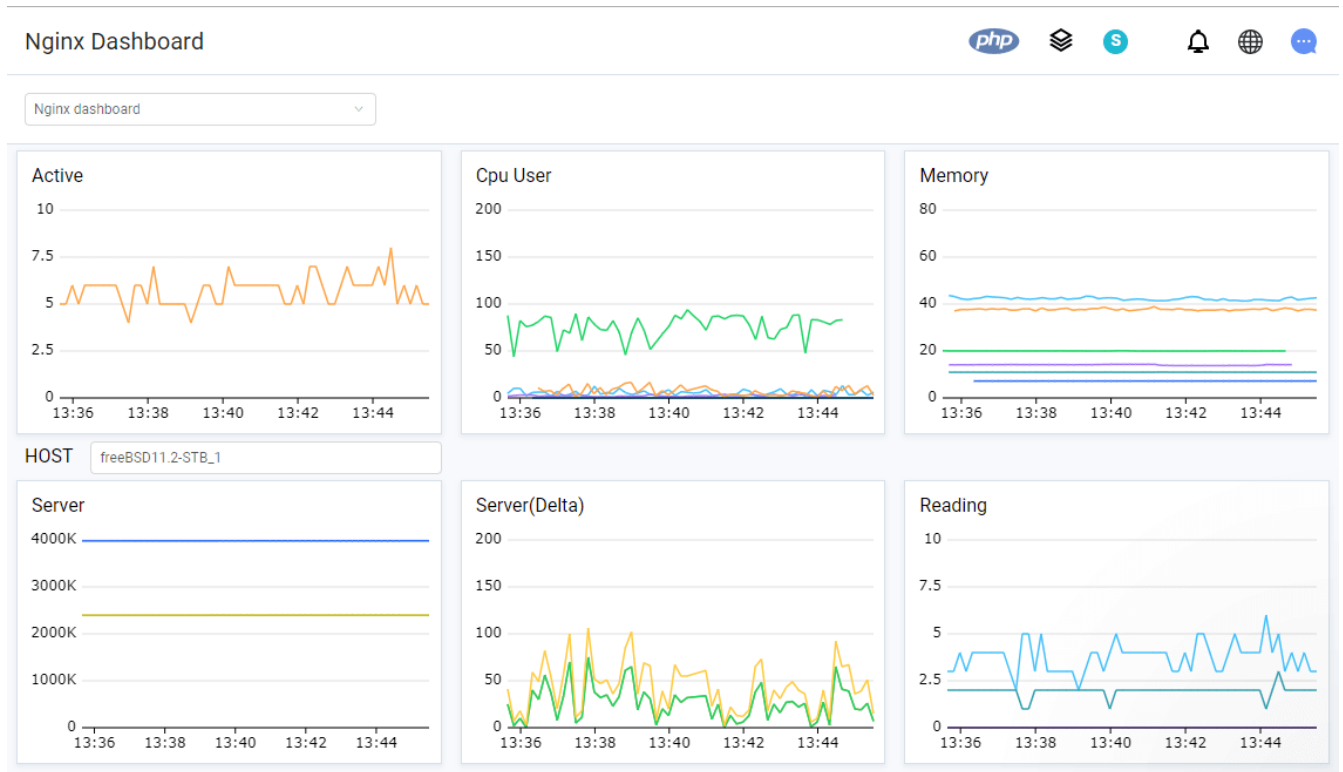 Nginx Dashboard
php
S
Nginx dashboard
Active
10
7.5
5
2.5
0
13:36 13:38 13:40 13:42 13:44
Cpu User
200
150
100
50
0
13:36 13:38 13:40 13:42 13:44
Memory
80
60
40
20
0
13:36 13:38 13:40 13:42 13:44
HOST freeBSD11.2-STB_1
Server
4000K
3000K
2000K
1000K
0
13:36 13:38 13:40 13:42 13:44
Server(Delta)
200
150
100
50
0
13:36 13:38 13:40 13:42 13:44
Reading
10
7.5
5
2.5
0
13:36 13:38 13:40 13:42 13:44